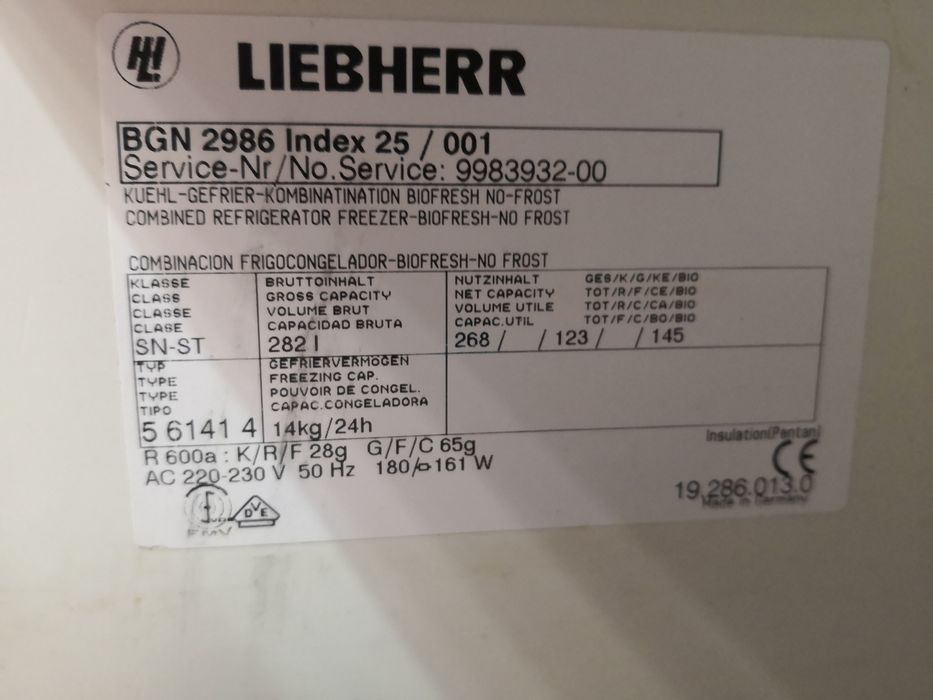 LIEBHERR
BGN 2986 Index 25 / 001
Service-Nr/No.Service: 9983932-00
KUEHL-GEFRIER-KOMBINATINATION BIOFRESH NO-FROST
COMBINED REFRIGERATOR FREEZER-BIOFRESH-NO FROST
COMBINACION FRIGOCONGELADOR-BIOFRESH-NO FROST
KLASSE BRUTTOINHALT NUTZINHALT GES/K/G/KE/BIO
CLASS GROSS CAPACITY NET CAPACITY TOT/R/F/CE/BIO
CLASSE VOLUME BRUT VOLUME UTILE TOT/R/C/CA/BIO
CLASE CAPACIDAD BRUTA CAPAC.UTIL TOT/F/C/BO/BIO
SN-ST 282 l 268 / / 123 / / 145
TYP GEFRIERVERMÖGEN
TYPE FREEZING CAP.
TYPE POUVOIR DE CONGEL.
TIPO CAPAC.CONGELADORA
5 6141 4 14kg/24h
R 600a : K/R/F 28g G/F/C 65g
Insulation(Pentan)
AC 220-230 V 50 Hz 180/ 161 W
CE
19.286.013.0
Made in Germany
DVE